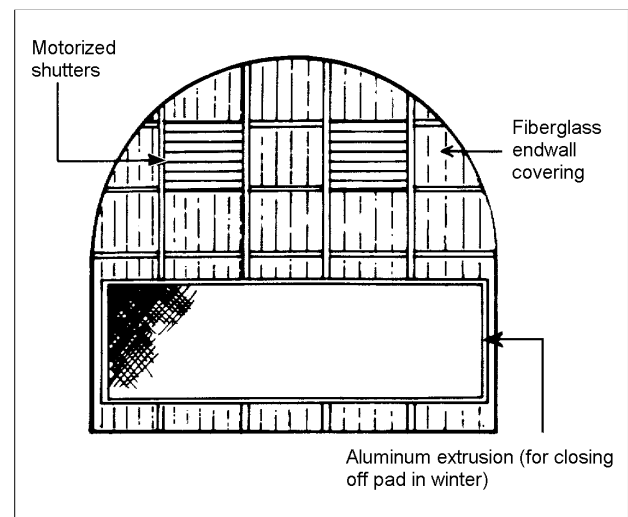 Motorized
shutters
Fiberglass
endwall
covering
Aluminum extrusion (for closing
off pad in winter)